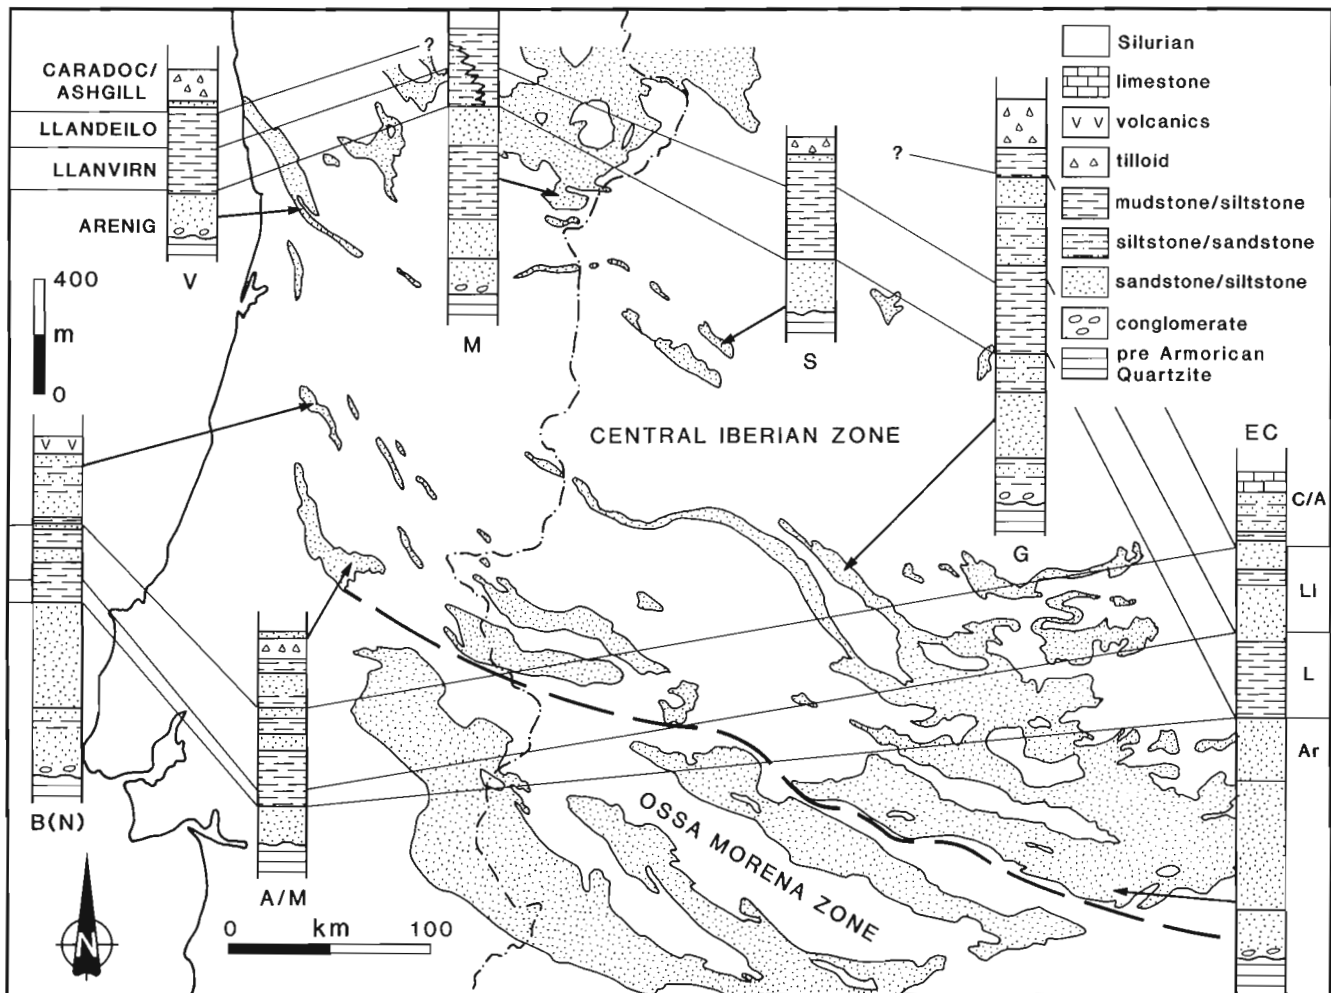 CARADOC/
ASHGILL
LLANDEILO
LLANVIRN
ARENIG
V
?
M
S
?
G
Silurian
limestone
V V volcanics
tilloid
mudstone/siltstone
siltstone/sandstone
sandstone/siltstone
conglomerate
pre Armorican
Quartzite
400
m
0
CENTRAL IBERIAN ZONE
EC
C/A
Ll
L
Ar
V V
B(N)
A/M
OSSA MORENA ZONE
N
0 km 100